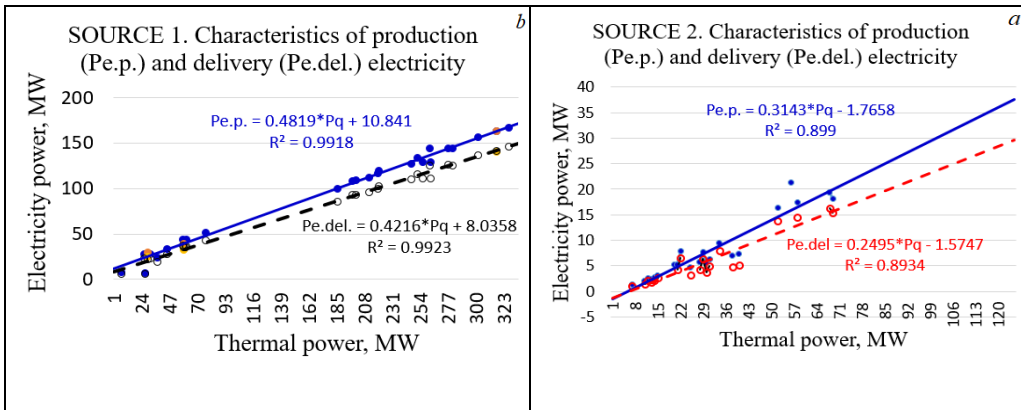 b
SOURCE 1. Characteristics of production
(Pe.p.) and delivery (Pe.del.) electricity
Electricity power, MW
200
150
100
50
0
Pe.p. = 0.4819*Pq + 10.841
R² = 0.9918
Pe.del. = 0.4216*Pq + 8.0358
R² = 0.9923
1 24 47 70 93 116 139 162 185 208 231 254 277 300 323
Thermal power, MW
a
SOURCE 2. Characteristics of production
(Pe.p.) and delivery (Pe.del.) electricity
Electricity power, MW
40
35
30
25
20
15
10
5
0
-5
Pe.p. = 0.3143*Pq - 1.7658
R² = 0.899
Pe.del = 0.2495*Pq - 1.5747
R² = 0.8934
1 8 15 22 29 36 43 50 57 64 71 78 85 92 99 106 113 120
Thermal power, MW